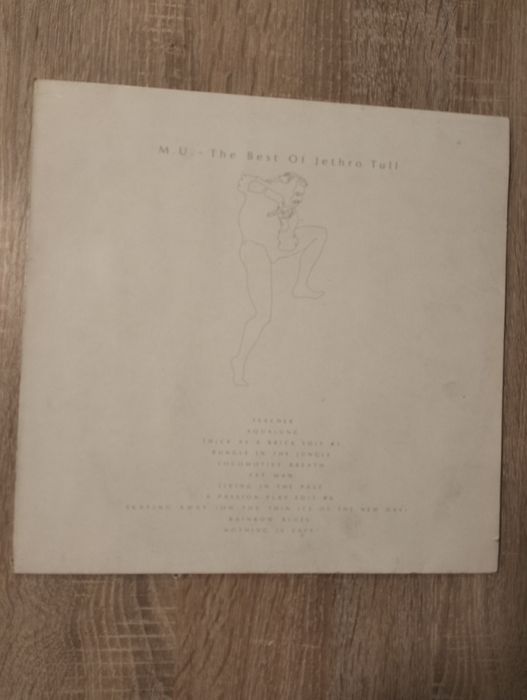 M.U. - The Best Of Jethro Tull
TEACHER
AQUALUNG
THICK AS A BRICK EDIT #1
BUNGLE IN THE JUNGLE
LOCOMOTIVE BREATH
FAT MAN
LIVING IN THE PAST
A PASSION PLAY EDIT #8
SKATING AWAY (ON THE THIN ICE OF THE NEW DAY)
RAINBOW BLUES
NOTHING IS EASY